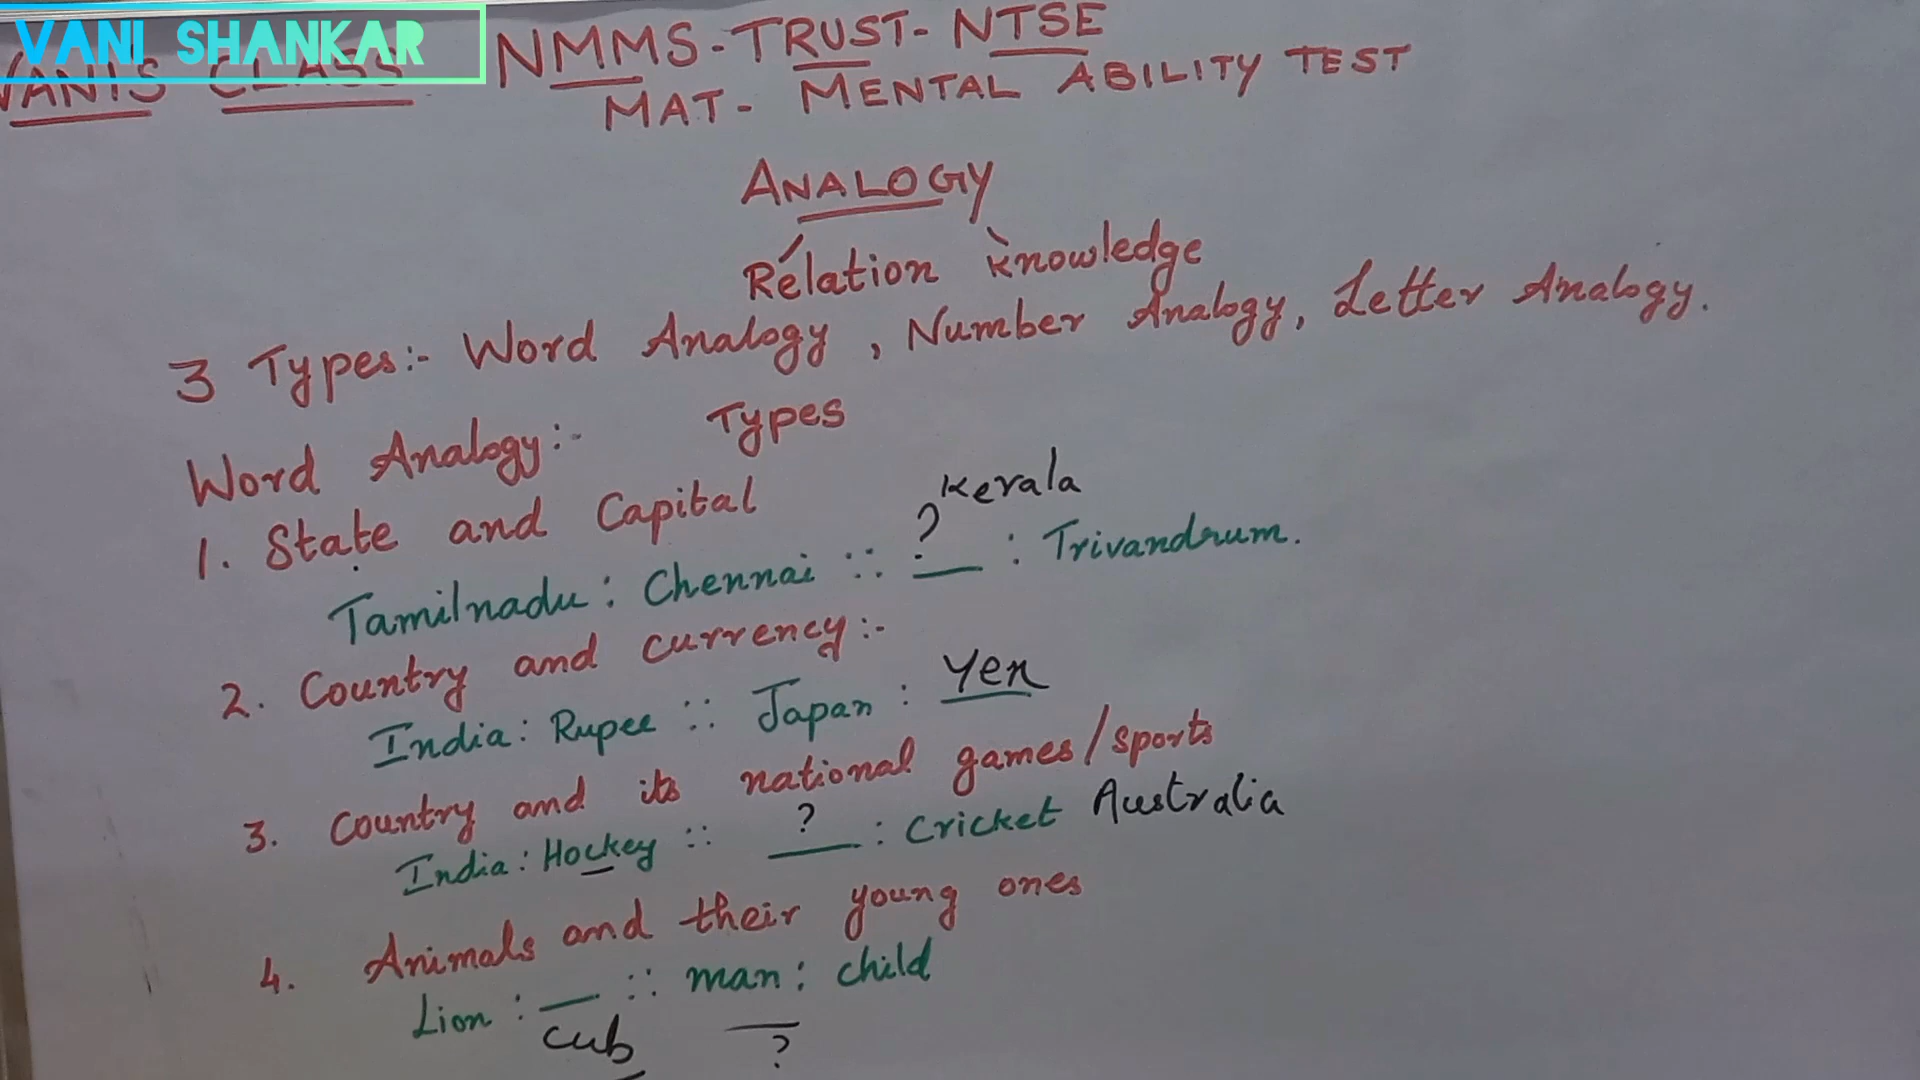 VANI SHANKAR
VANI'S CLASS NMMS-TRUST-NTSE
MAT- MENTAL ABILITY TEST
ANALOGY
Relation knowledge
3 Types:- Word Analogy, Number Analogy, Letter Analogy.
Word Analogy:- Types
1. State and Capital
Kerala
Tamilnadu: Chennai :: ? : Trivandrum.
2. Country and currency:-
India: Rupee :: Japan: Yen
3. Country and its national games/sports
India: Hockey :: ? : Cricket Australia
4. Animals and their young ones
Lion: __ :: man: child
cub ?